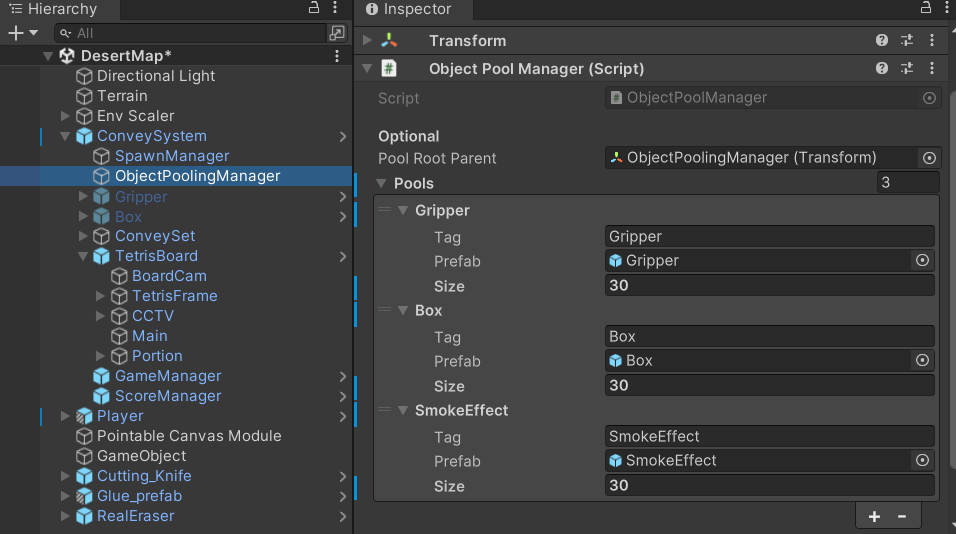 Hierarchy
All
DesertMap*
Directional Light
Terrain
Env Scaler
ConveySystem
SpawnManager
ObjectPoolingManager
Gripper
Box
ConveySet
TetrisBoard
BoardCam
TetrisFrame
CCTV
Main
Portion
GameManager
ScoreManager
Player
Pointable Canvas Module
GameObject
Cutting_Knife
Glue_prefab
RealEraser
Inspector
Transform
Object Pool Manager (Script)
Script ObjectPoolManager
Optional
Pool Root Parent ObjectPoolingManager (Transform)
Pools 3
Gripper
Tag Gripper
Prefab Gripper
Size 30
Box
Tag Box
Prefab Box
Size 30
SmokeEffect
Tag SmokeEffect
Prefab SmokeEffect
Size 30